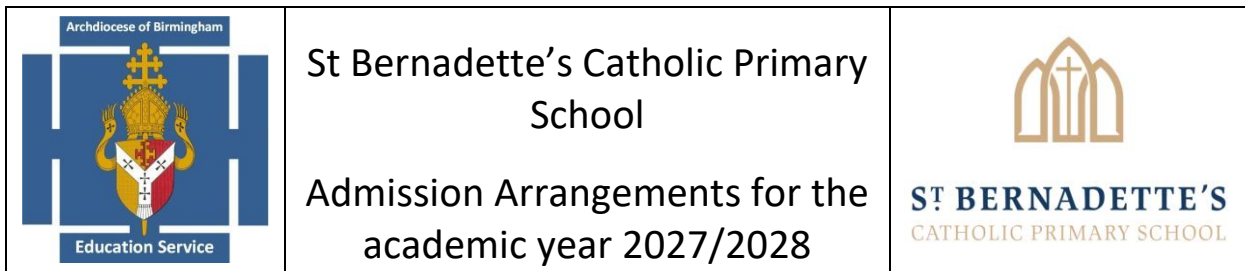 Archdiocese of Birmingham
Education Service
St Bernadette’s Catholic Primary
School
Admission Arrangements for the
academic year 2027/2028
ST BERNADETTE’S
CATHOLIC PRIMARY SCHOOL